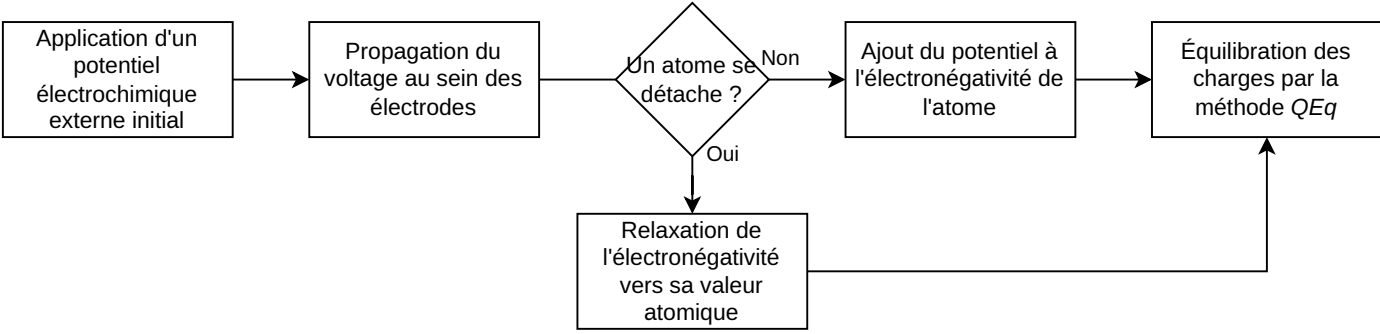 Application d'un
potentiel
électrochimique
externe initial
Propagation du
voltage au sein des
électrodes
Un atome se
détache ?
Non
Oui
Ajout du potentiel à
l'électronégativité de
l'atome
Équilibration des
charges par la
méthode QEq
Relaxation de
l'électronégativité
vers sa valeur
atomique